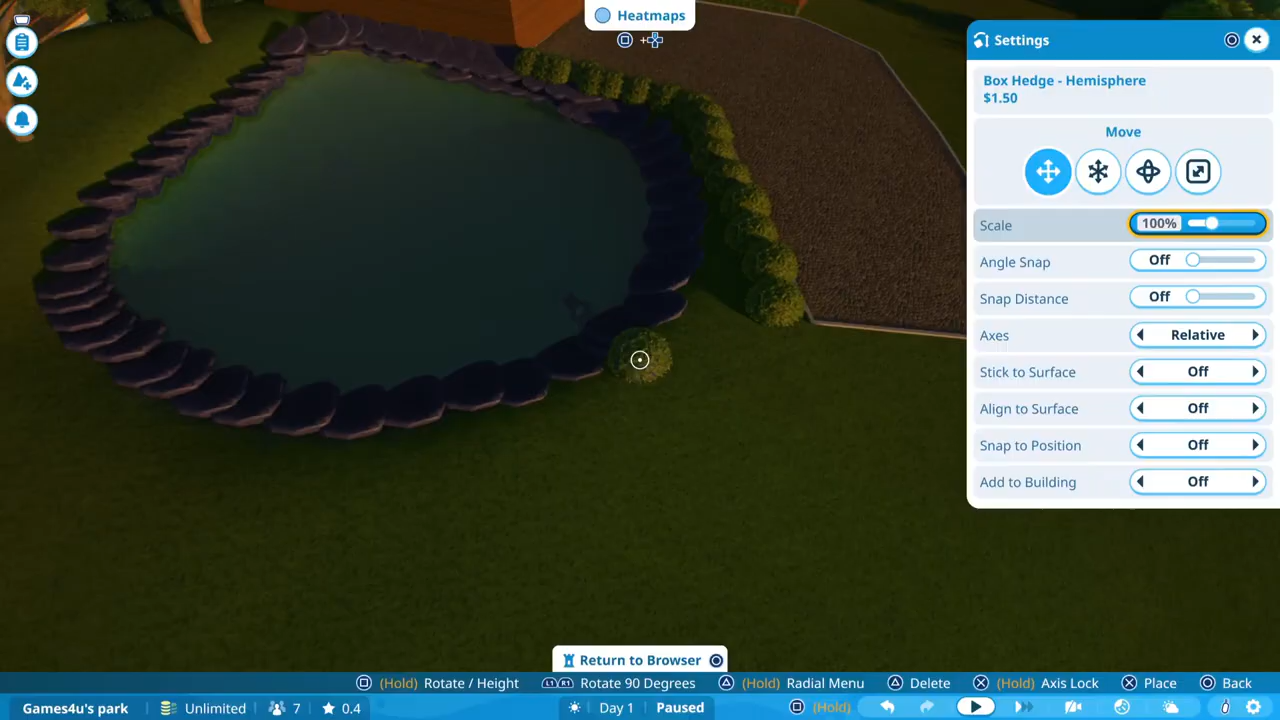 Heatmaps
+
Settings
Box Hedge - Hemisphere
$1.50
Move
Scale 100%
Angle Snap Off
Snap Distance Off
Axes Relative
Stick to Surface Off
Align to Surface Off
Snap to Position Off
Add to Building Off
Return to Browser
(Hold) Rotate / Height L1 R1 Rotate 90 Degrees (Hold) Radial Menu Delete (Hold) Axis Lock Place Back
Games4u's park Unlimited 7 0.4 Day 1 Paused (Hold)